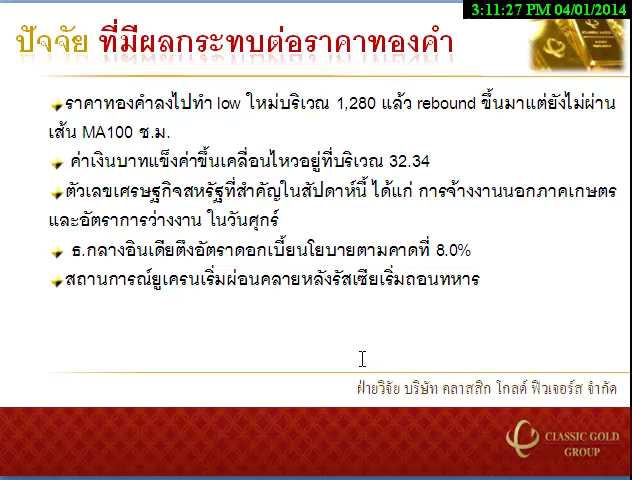 3:11:27 PM 04/01/2014
ปัจจัย ที่มีผลกระทบต่อราคาทองคำ
ราคาทองคำลงไปทำ low ใหม่บริเวณ 1,280 แล้ว rebound ขึ้นมาแต่ยังไม่ผ่าน
เส้น MA100 ช.ม.
ค่าเงินบาทแข็งค่าขึ้นเคลื่อนไหวอยู่ที่บริเวณ 32.34
ตัวเลขเศรษฐกิจสหรัฐที่สำคัญในสัปดาห์นี้ ได้แก่ การจ้างงานนอกภาคเกษตร
และอัตราการว่างงาน ในวันศุกร์
ธ.กลางอินเดียตึงอัตราดอกเบี้ยนโยบายตามคาดที่ 8.0%
สถานการณ์ยูเครนเริ่มผ่อนคลายหลังรัสเซียเริ่มถอนทหาร
ฝ่ายวิจัย บริษัท คลาสสิก โกลด์ ฟิวเจอร์ส จำกัด
CLASSIC GOLD
GROUP